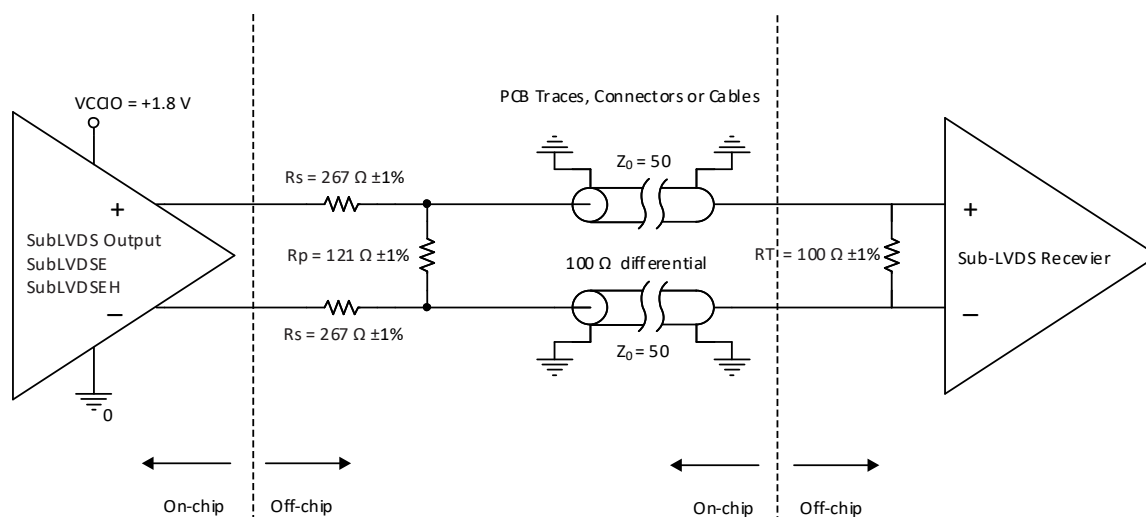 VCCIO = +1.8 V
PCB Traces, Connectors or Cables
Z0 = 50
Rs = 267 Ω ±1%
+
SubLVDS Output
SubLVDSE
SubLVDSEH
−
Rp = 121 Ω ±1%
100 Ω differential
RT = 100 Ω ±1%
+
Sub-LVDS Recevier
−
Rs = 267 Ω ±1%
Z0 = 50
0
On-chip
Off-chip
On-chip
Off-chip